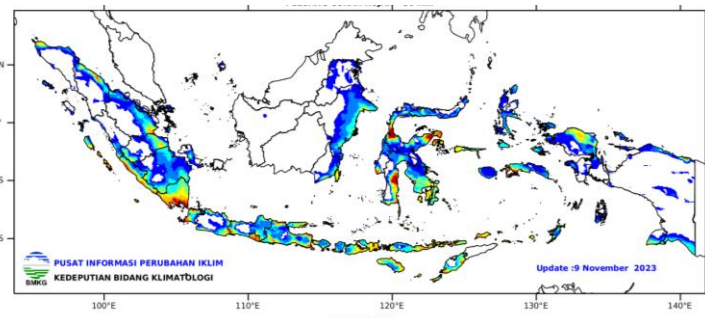 PUSAT INFORMASI PERUBAHAN IKLIM
KEDEPUTIAN BIDANG KLIMATOLOGI
BMKG
Update :9 November 2023
100°E
110°E
120°E
130°E
140°E